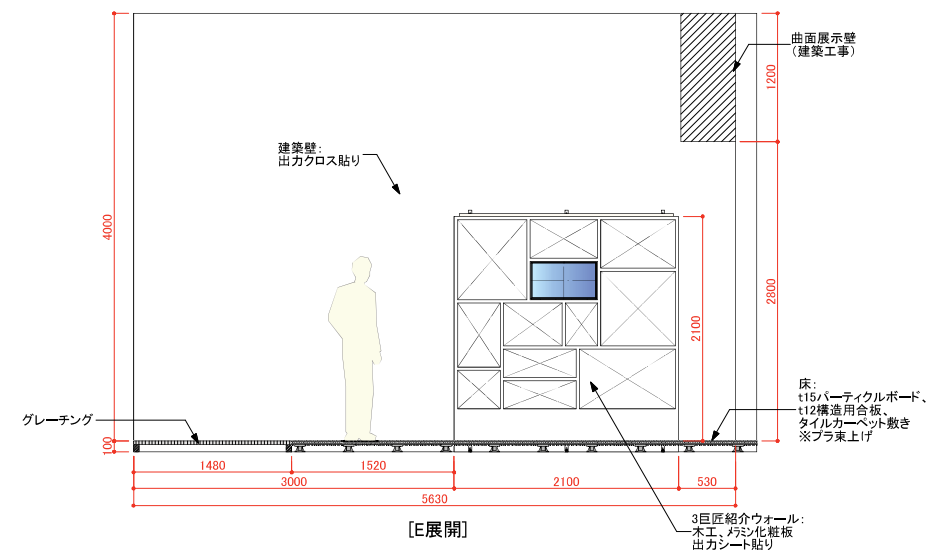 曲面展示壁
（建築工事）
1200
建築壁:
出力クロス貼り
4000
2800
2100
床:
t15パーティクルボード、
t12構造用合板、
タイルカーペット敷き
※プラ束上げ
グレーチング
100
1480
1520
3000
2100
530
5630
[E展開]
3巨匠紹介ウォール:
木工、メラミン化粧板
出力シート貼り